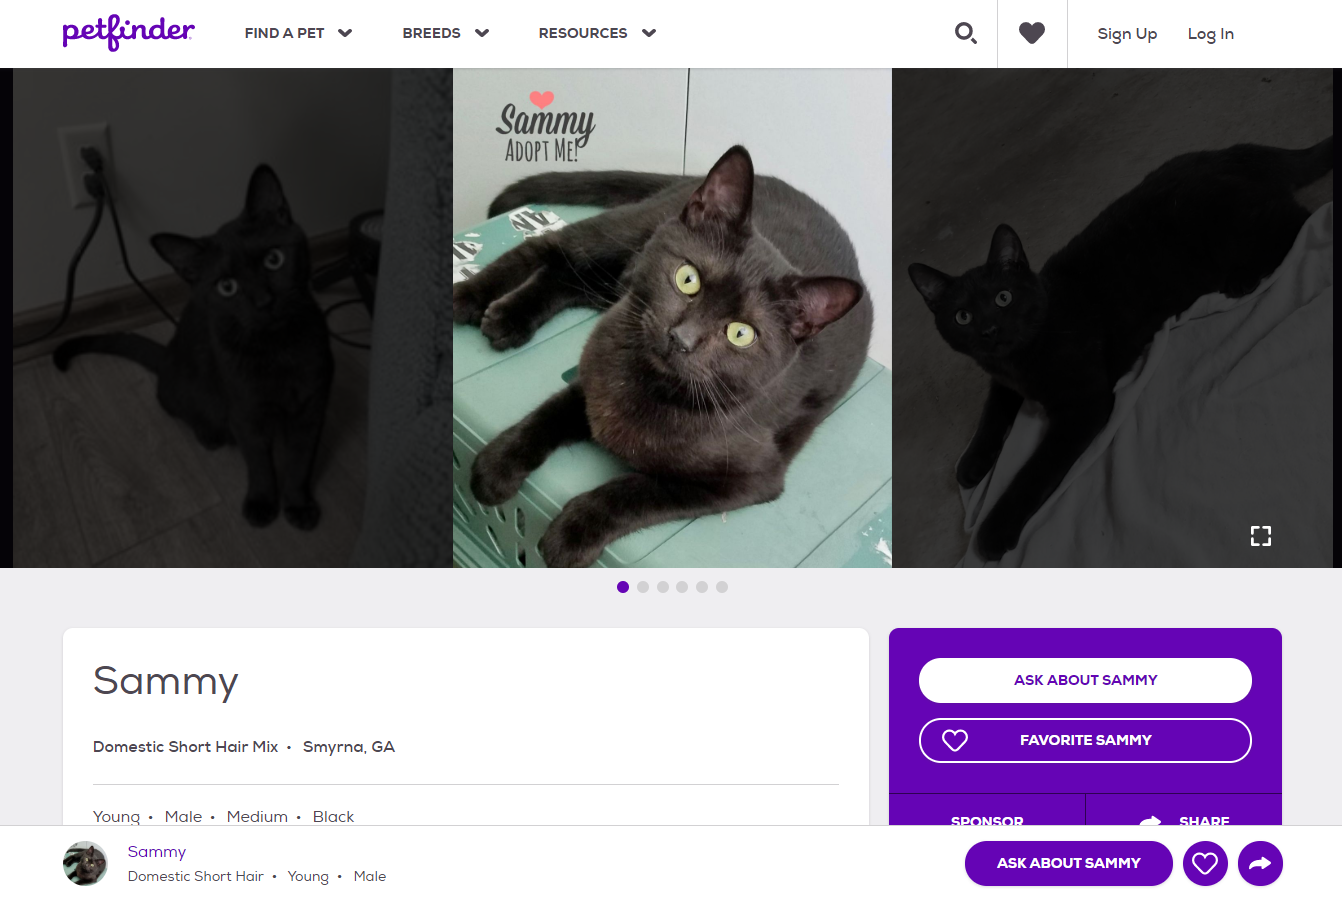 petfinder
FIND A PET
BREEDS
RESOURCES
Sign Up
Log In
Sammy
ADOPT ME!
Sammy
Domestic Short Hair Mix • Smyrna, GA
Young • Male • Medium • Black
ASK ABOUT SAMMY
FAVORITE SAMMY
SPONSOR
SHARE
Sammy
Domestic Short Hair • Young • Male
ASK ABOUT SAMMY